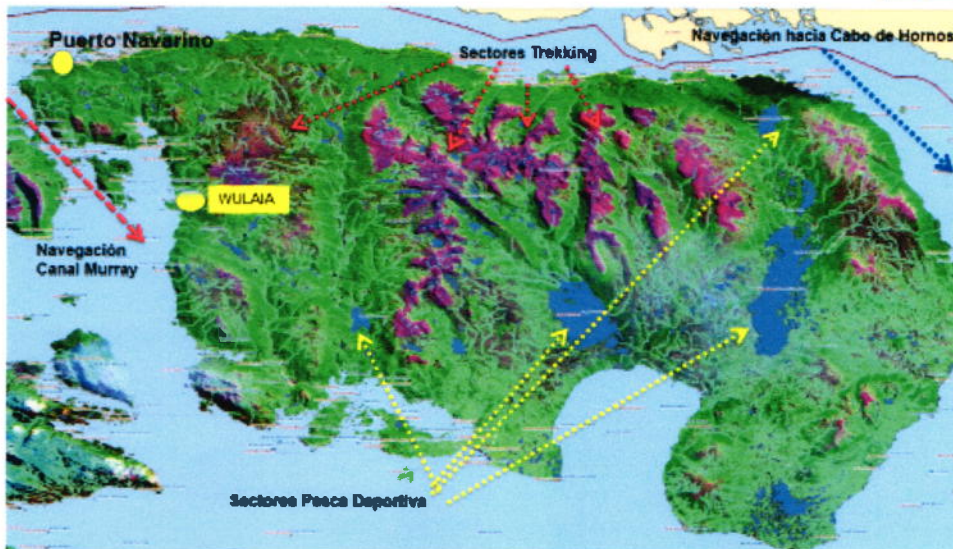 Puerto Navarino
Sectores Trekking
Navegación hacia Cabo de Hornos
WULAIA
Navegación
Canal Murray
Sectores Pesca Deportiva